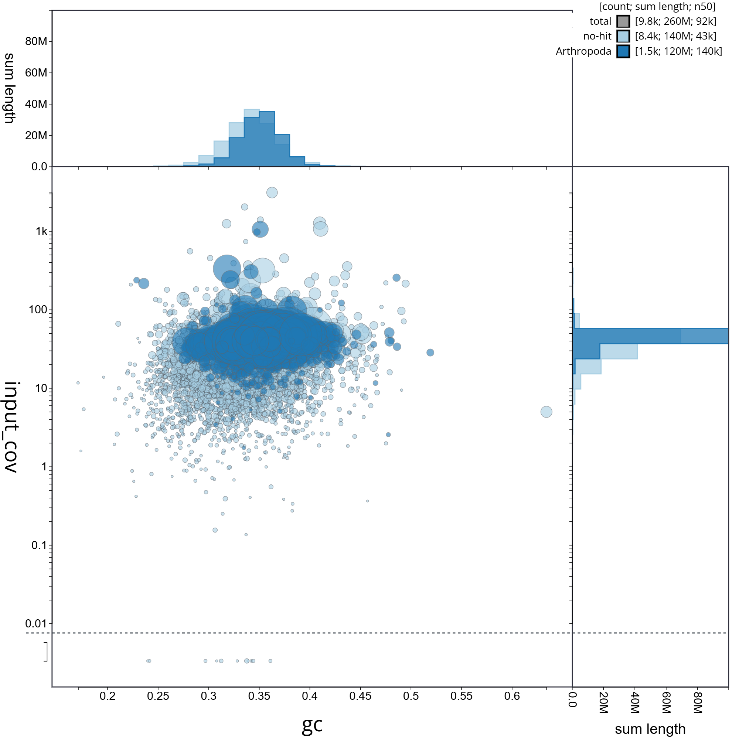 [count; sum length; n50]
total [9.8k; 260M; 92k]
no-hit [8.4k; 140M; 43k]
Arthropoda [1.5k; 120M; 140k]
sum length
80M
60M
40M
20M
0.0
input_cov
1k
100
10
1
0.1
0.01
0.2 0.25 0.3 0.35 0.4 0.45 0.5 0.55 0.6
gc
0.0 20M 40M 60M 80M
sum length